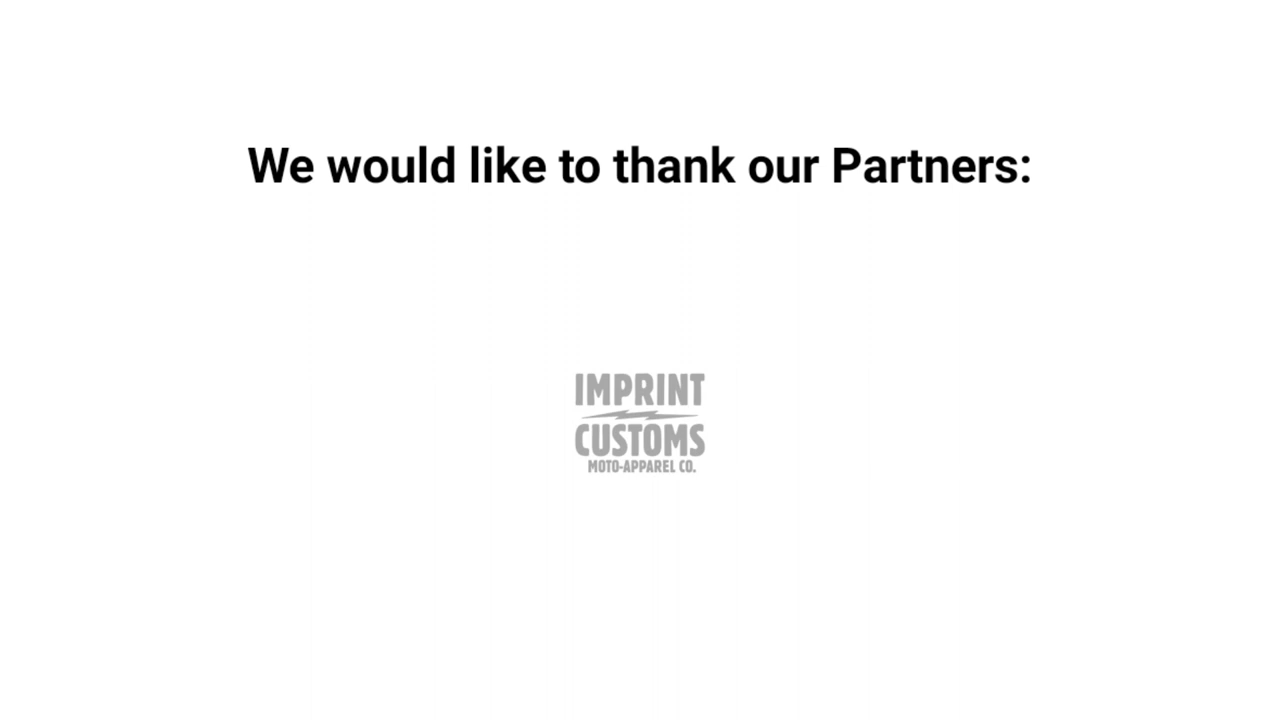 We would like to thank our Partners:
IMPRINT
CUSTOMS
MOTO-APPAREL CO.